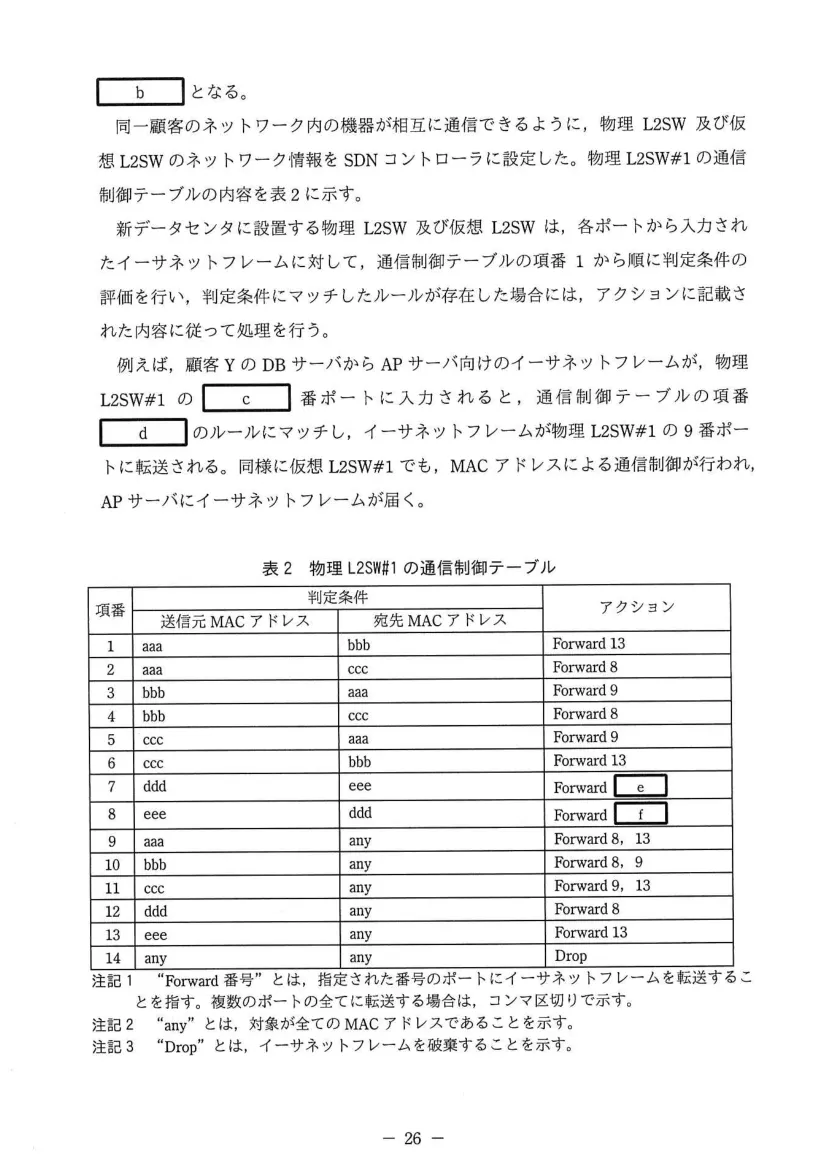 b となる。
同一顧客のネットワーク内の機器が相互に通信できるように，物理 L2SW 及び仮
想 L2SW のネットワーク情報を SDN コントローラに設定した。物理 L2SW#1 の通信
制御テーブルの内容を表 2 に示す。
新データセンタに設置する物理 L2SW 及び仮想 L2SW は，各ポートから入力され
たイーサネットフレームに対して，通信制御テーブルの項番 1 から順に判定条件の
評価を行い，判定条件にマッチしたルールが存在した場合には，アクションに記載さ
れた内容に従って処理を行う。
例えば，顧客 Y の DB サーバから AP サーバ向けのイーサネットフレームが，物理
L2SW#1 の c 番ポートに入力されると，通信制御テーブルの項番
d のルールにマッチし，イーサネットフレームが物理 L2SW#1 の 9 番ポー
トに転送される。同様に仮想 L2SW#1 でも，MAC アドレスによる通信制御が行われ，
AP サーバにイーサネットフレームが届く。
表 2 物理 L2SW#1 の通信制御テーブル
項番 判定条件 アクション
送信元 MAC アドレス 宛先 MAC アドレス
1 aaa bbb Forward 13
2 aaa ccc Forward 8
3 bbb aaa Forward 9
4 bbb ccc Forward 8
5 ccc aaa Forward 9
6 ccc bbb Forward 13
7 ddd eee Forward e
8 eee ddd Forward f
9 aaa any Forward 8，13
10 bbb any Forward 8，9
11 ccc any Forward 9，13
12 ddd any Forward 8
13 eee any Forward 13
14 any any Drop
注記 1 “Forward 番号” とは，指定された番号のポートにイーサネットフレームを転送するこ
とを指す。複数のポートの全てに転送する場合は，コンマ区切りで示す。
注記 2 “any” とは，対象が全ての MAC アドレスであることを示す。
注記 3 “Drop” とは，イーサネットフレームを破棄することを示す。
－ 26 －